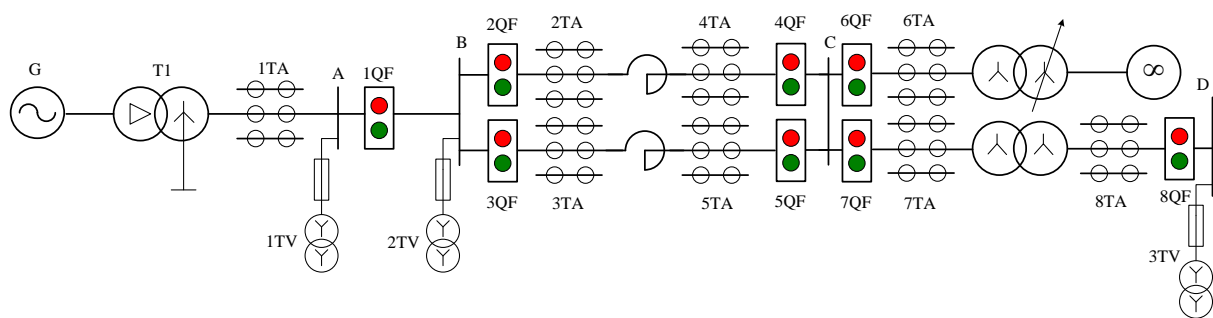 2QF
2TA
4TA
4QF
6QF
6TA
G
T1
1TA
A
1QF
B
C
∞
D
3QF
3TA
5TA
5QF
7QF
7TA
8TA
8QF
1TV
2TV
3TV